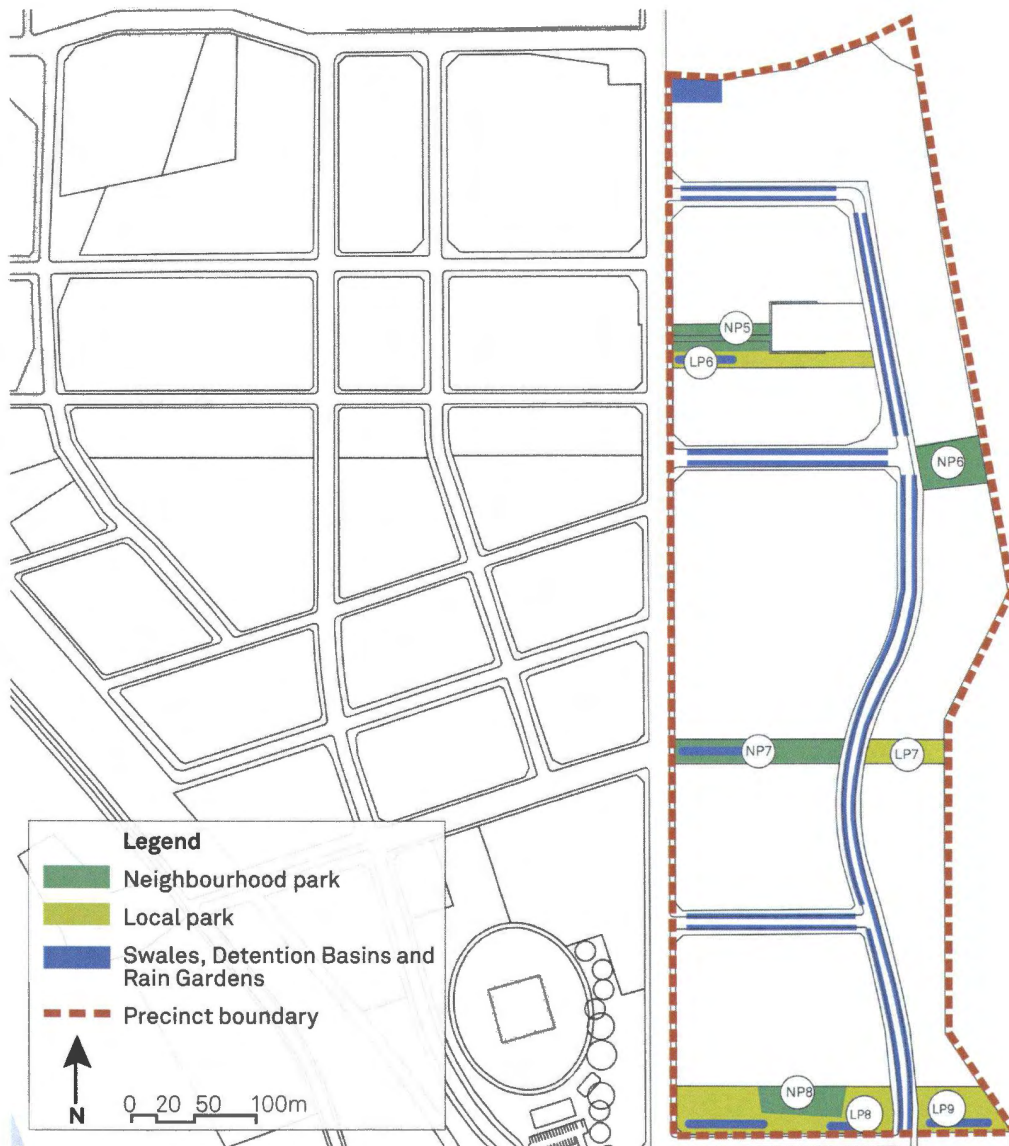 NP5
LP6
NP6
NP7
LP7
Legend
Neighbourhood park
Local park
Swales, Detention Basins and
Rain Gardens
Precinct boundary
N
0 20 50 100m
NP8
LP8
LP9